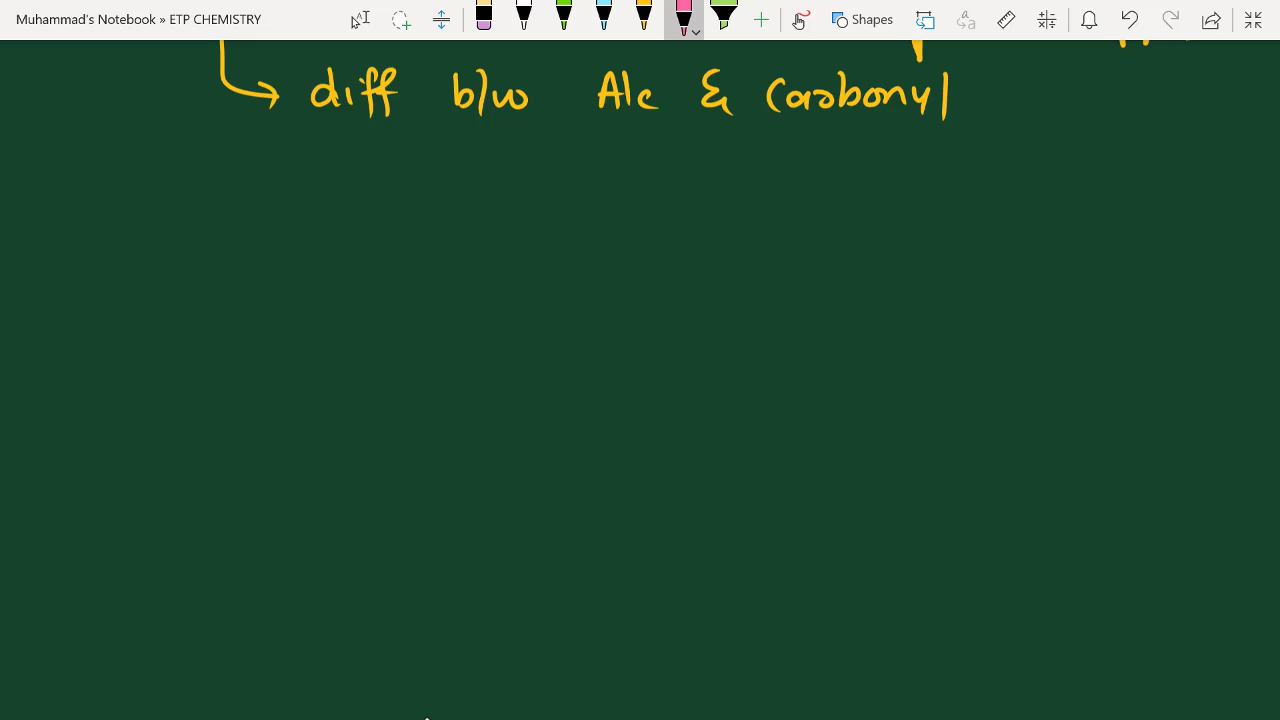 Muhammad's Notebook » ETP CHEMISTRY
Shapes
diff b/w Alc & Carbonyl